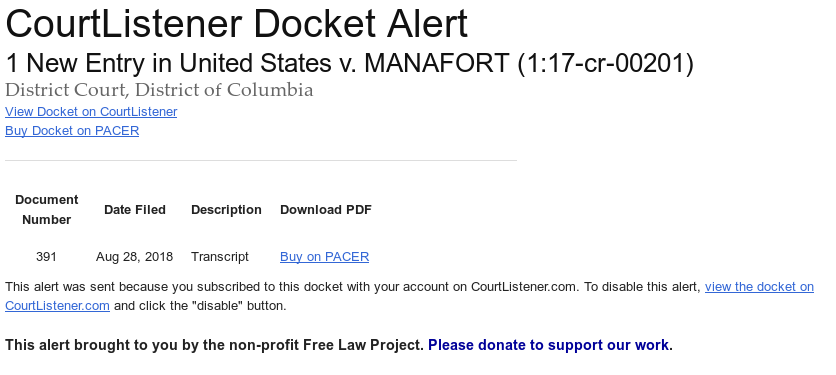 CourtListener Docket Alert
1 New Entry in United States v. MANAFORT (1:17-cr-00201)
District Court, District of Columbia
View Docket on CourtListener
Buy Docket on PACER
Document Number Date Filed Description Download PDF
391 Aug 28, 2018 Transcript Buy on PACER
This alert was sent because you subscribed to this docket with your account on CourtListener.com. To disable this alert, view the docket on
CourtListener.com and click the "disable" button.
This alert brought to you by the non-profit Free Law Project. Please donate to support our work.